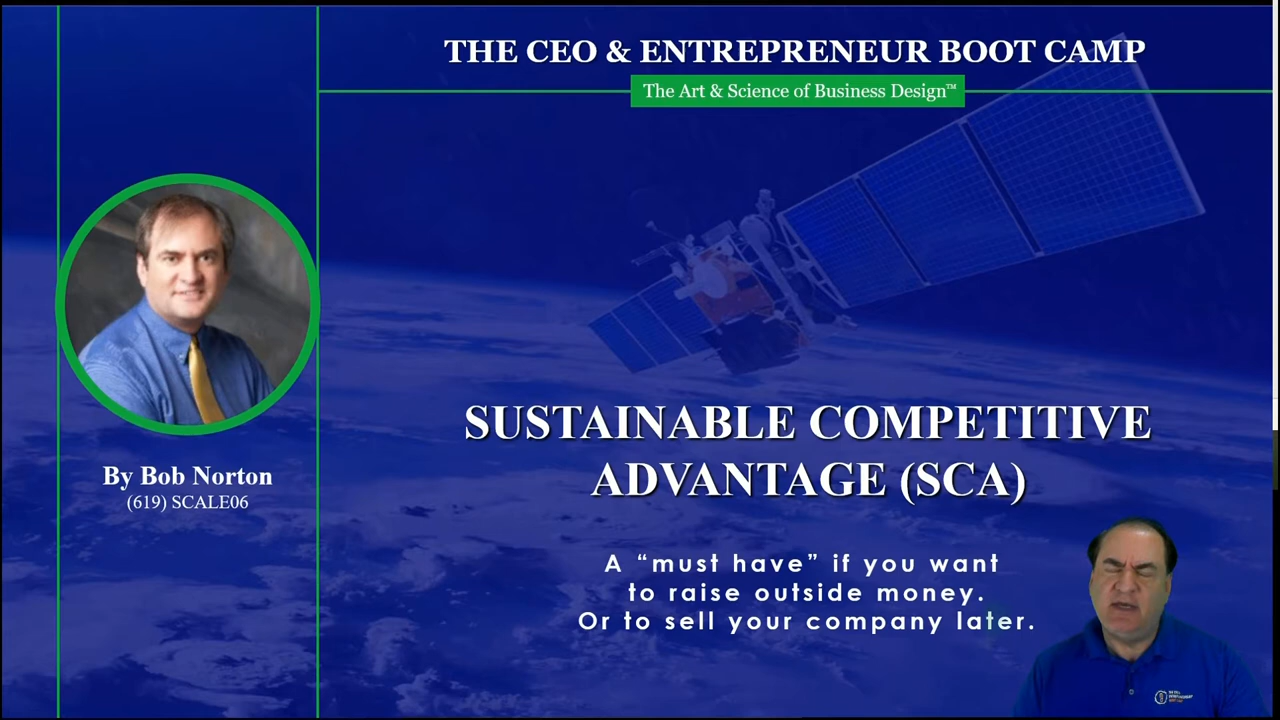 THE CEO & ENTREPRENEUR BOOT CAMP
The Art & Science of Business Design™
By Bob Norton
(619) SCALE06
SUSTAINABLE COMPETITIVE
ADVANTAGE (SCA)
A “must have” if you want
to raise outside money.
Or to sell your company later.